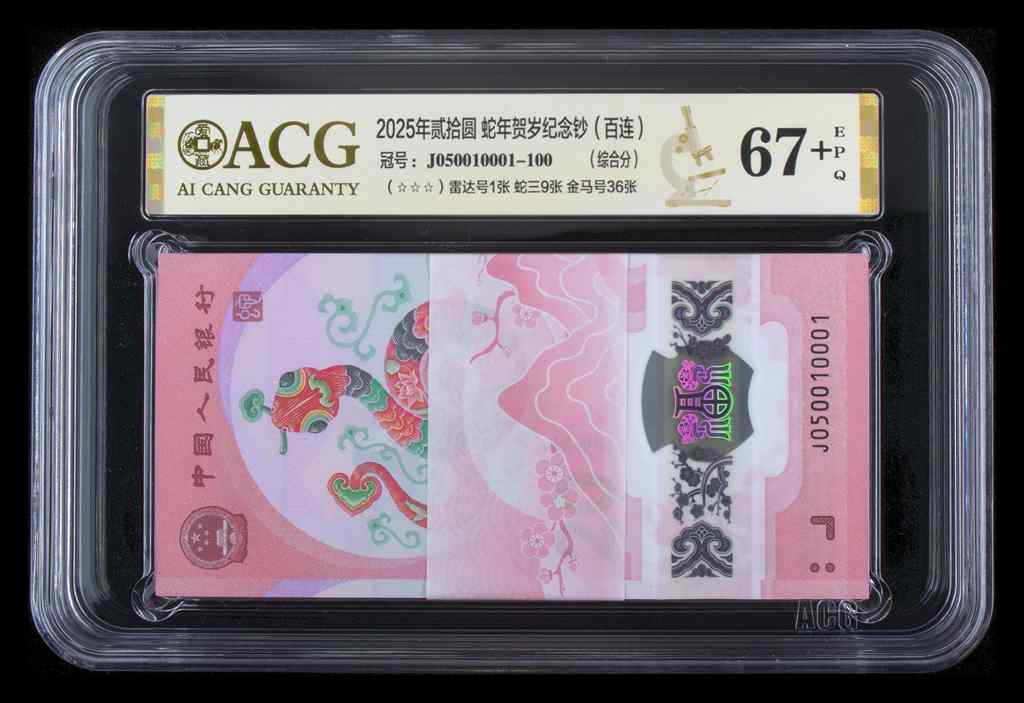 ACG
AI CANG GUARANTY
2025年贰拾圆 蛇年贺岁纪念钞（百连）
冠号：J050010001-100 （综合分）
（☆☆☆）雷达号1张 蛇三9张 金马号36张
67+
EPQ
中国人民银行
J050010001
ACG